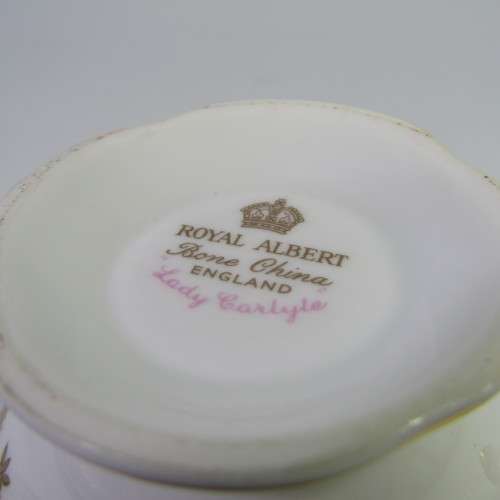 ROYAL ALBERT
Bone China
ENGLAND
"Lady Carlyle"